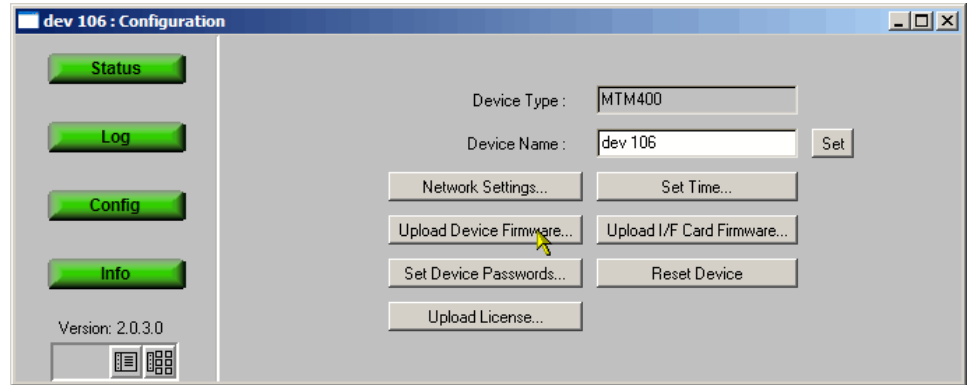 dev 106 : Configuration
Status
Log
Config
Info
Version: 2.0.3.0
Device Type :
MTM400
Device Name :
dev 106
Set
Network Settings...
Set Time...
Upload Device Firmware...
Upload I/F Card Firmware...
Set Device Passwords...
Reset Device
Upload License...